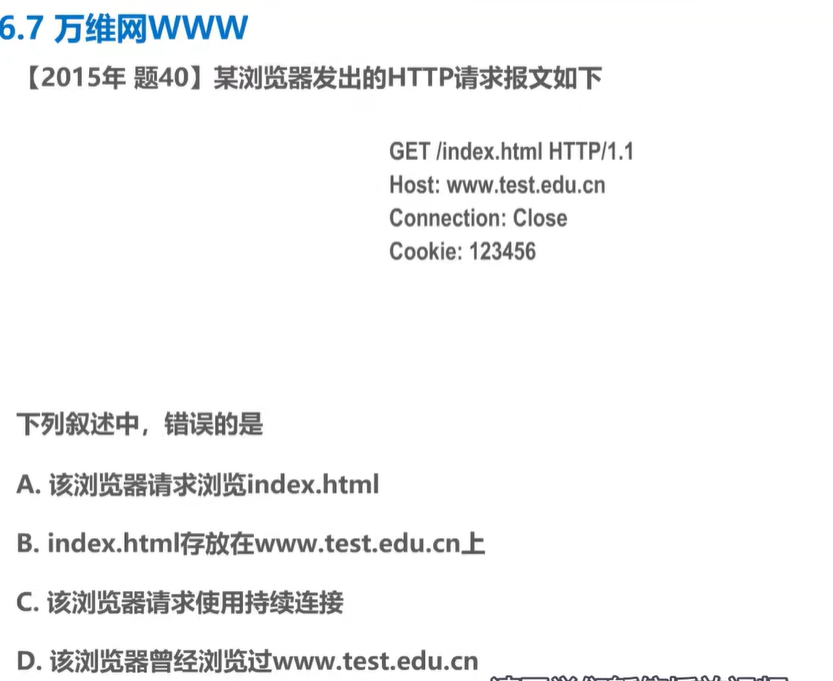 6.7 万维网WWW
【2015年 题40】某浏览器发出的HTTP请求报文如下
GET /index.html HTTP/1.1
Host: www.test.edu.cn
Connection: Close
Cookie: 123456
下列叙述中，错误的是
A. 该浏览器请求浏览index.html
B. index.html存放在www.test.edu.cn上
C. 该浏览器请求使用持续连接
D. 该浏览器曾经浏览过www.test.edu.cn